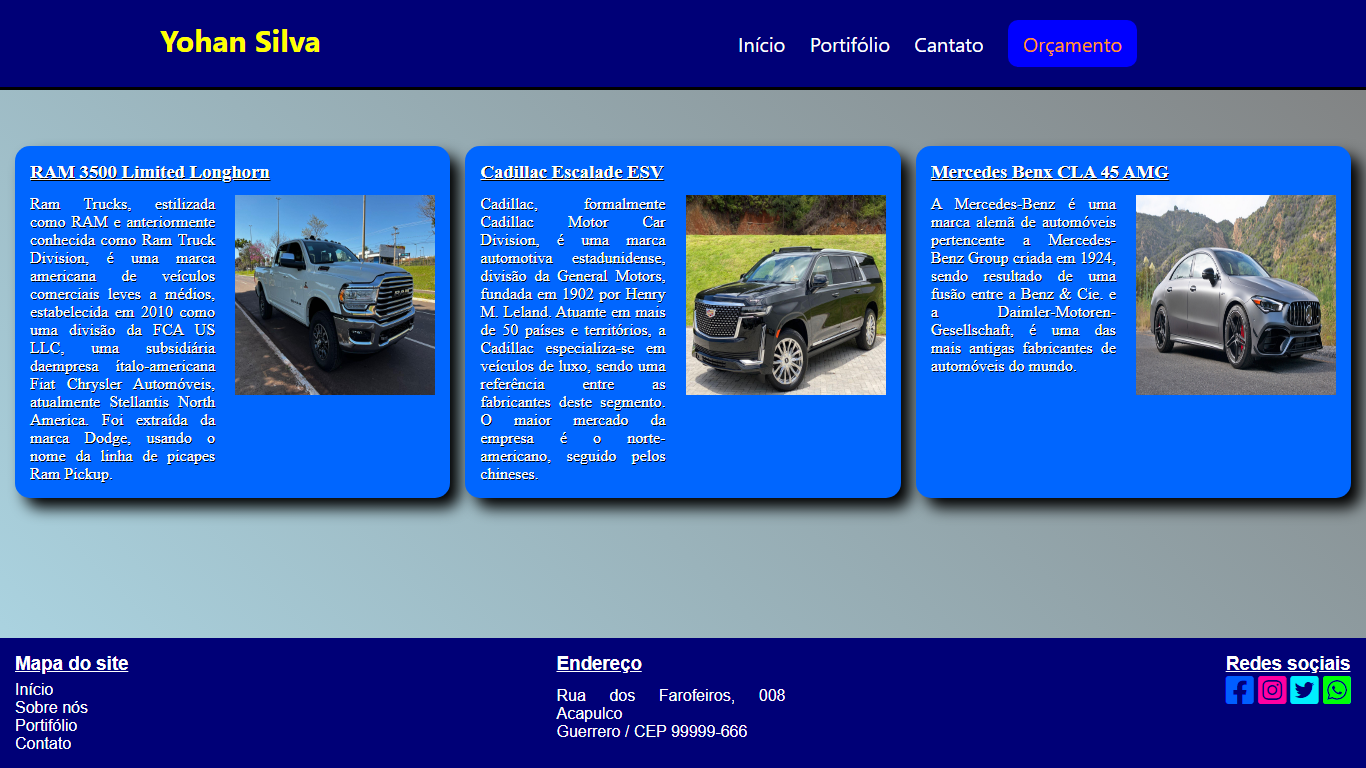 Yohan Silva
Início
Portifólio
Cantato
Orçamento
RAM 3500 Limited Longhorn
Ram Trucks, estilizada
como RAM e anteriormente
conhecida como Ram Truck
Division, é uma marca
americana de veículos
comerciais leves a médios,
estabelecida em 2010 como
uma divisão da FCA US
LLC, uma subsidiária
daempresa ítalo-americana
Fiat Chrysler Automóveis,
atualmente Stellantis North
America. Foi extraída da
marca Dodge, usando o
nome da linha de picapes
Ram Pickup.
Cadillac Escalade ESV
Cadillac, formalmente
Cadillac Motor Car
Division, é uma marca
automotiva estadunidense,
divisão da General Motors,
fundada em 1902 por Henry
M. Leland. Atuante em mais
de 50 países e territórios, a
Cadillac especializa-se em
veículos de luxo, sendo uma
referência entre as
fabricantes deste segmento.
O maior mercado da
empresa é o norte-
americano, seguido pelos
chineses.
Mercedes Benx CLA 45 AMG
A Mercedes-Benz é uma
marca alemã de automóveis
pertencente a Mercedes-
Benz Group criada em 1924,
sendo resultado de uma
fusão entre a Benz & Cie. e
a Daimler-Motoren-
Gesellschaft, é uma das
mais antigas fabricantes de
automóveis do mundo.
Mapa do site
Início
Sobre nós
Portifólio
Contato
Endereço
Rua dos Farofeiros, 008
Acapulco
Guerrero / CEP 99999-666
Redes soçiais